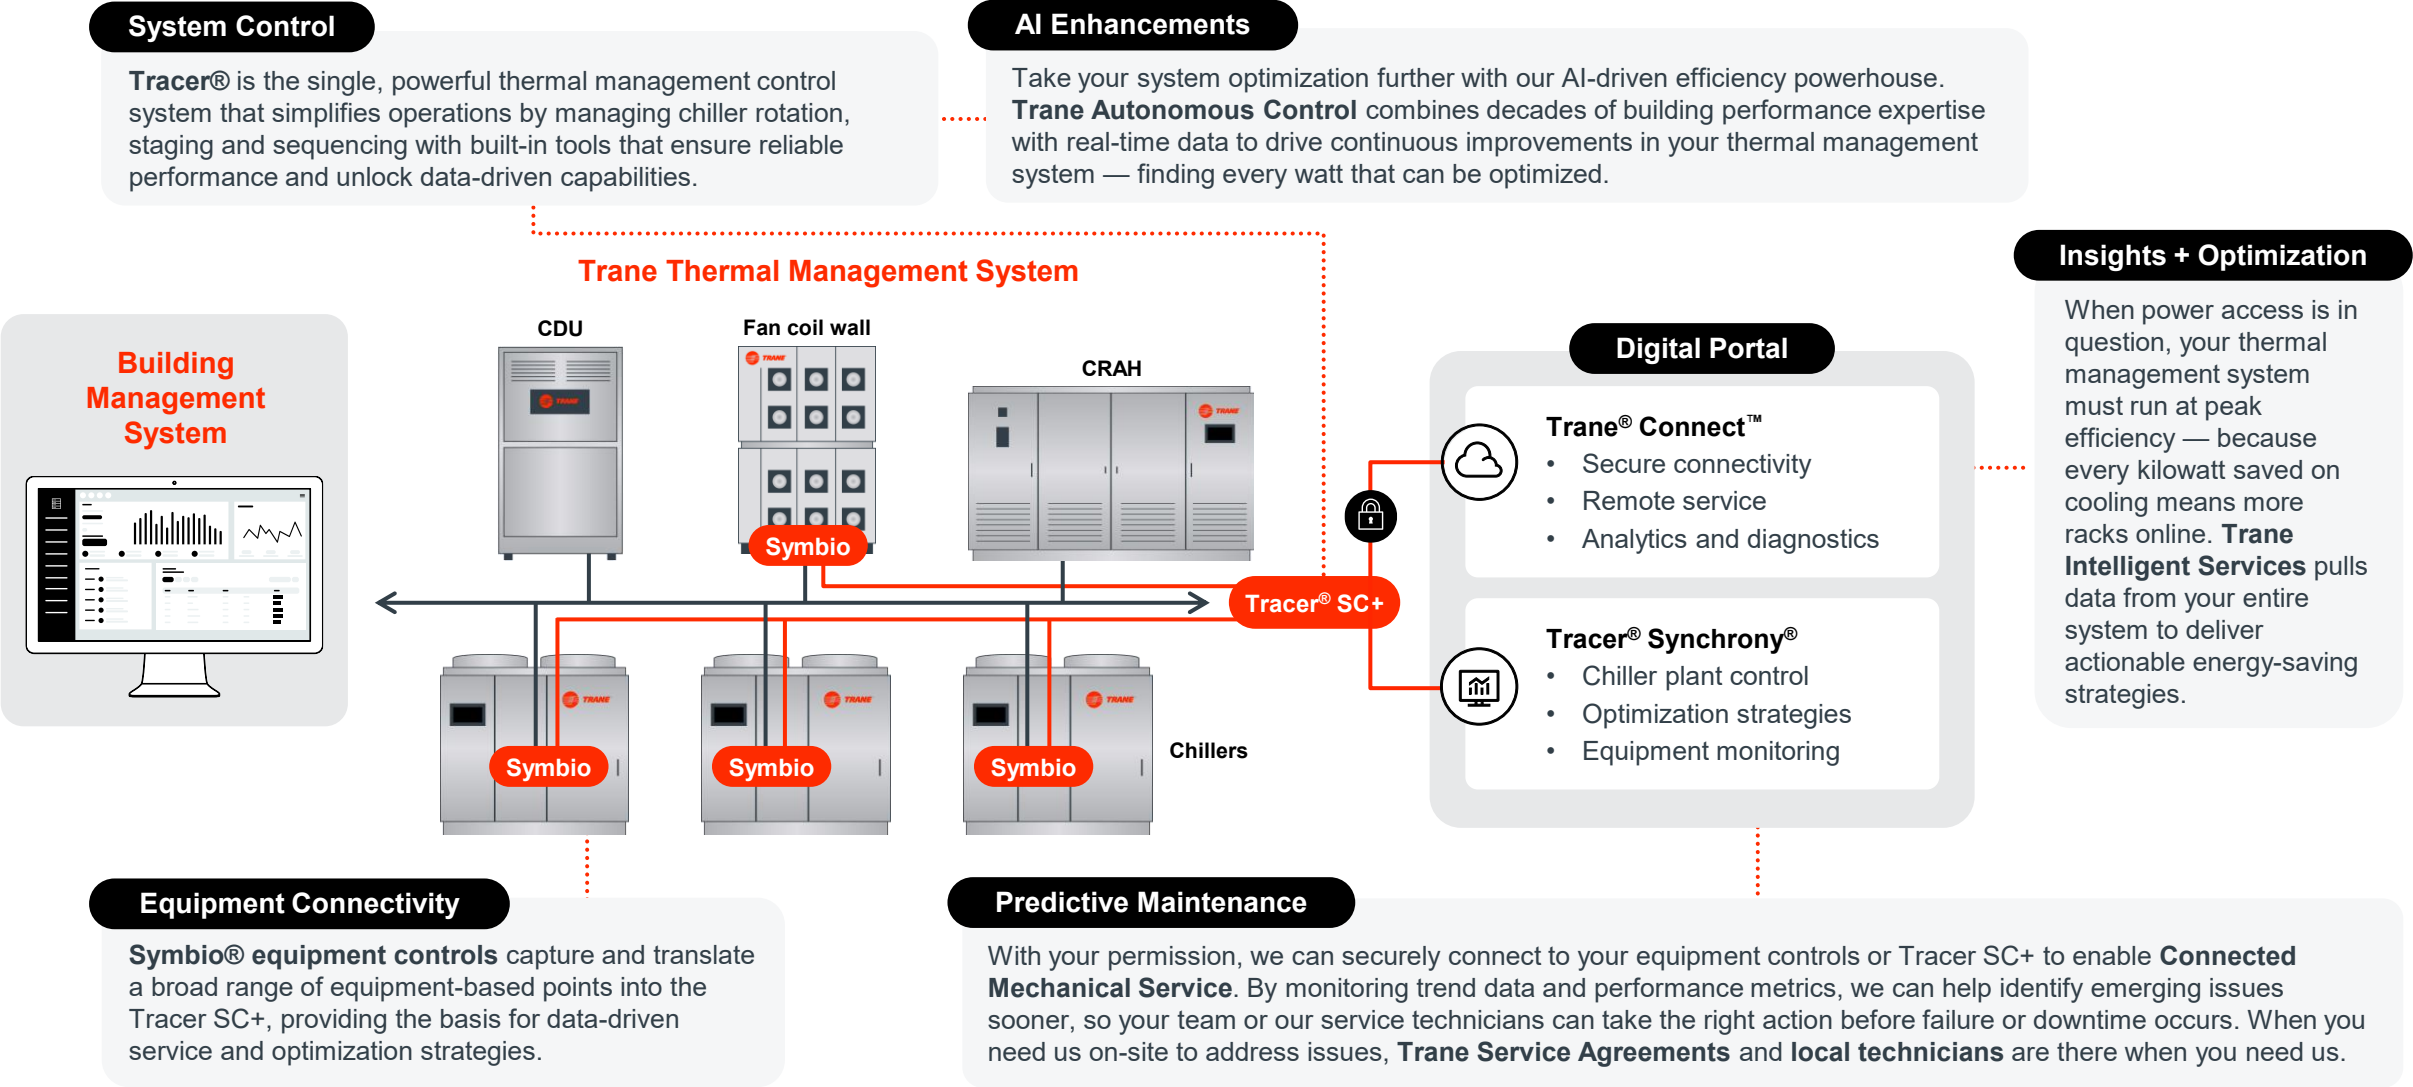 System Control
Tracer® is the single, powerful thermal management control
system that simplifies operations by managing chiller rotation,
staging and sequencing with built-in tools that ensure reliable
performance and unlock data-driven capabilities.
AI Enhancements
Take your system optimization further with our AI-driven efficiency powerhouse.
Trane Autonomous Control combines decades of building performance expertise
with real-time data to drive continuous improvements in your thermal management
system — finding every watt that can be optimized.
Trane Thermal Management System
Building
Management
System
CDU
TRANE
Fan coil wall
TRANE
Symbio
CRAH
TRANE
Tracer® SC+
TRANE
Symbio
TRANE
Symbio
TRANE
Symbio
Chillers
Digital Portal
Trane® Connect™
• Secure connectivity
• Remote service
• Analytics and diagnostics
Tracer® Synchrony®
• Chiller plant control
• Optimization strategies
• Equipment monitoring
Insights + Optimization
When power access is in
question, your thermal
management system
must run at peak
efficiency — because
every kilowatt saved on
cooling means more
racks online. Trane
Intelligent Services pulls
data from your entire
system to deliver
actionable energy-saving
strategies.
Equipment Connectivity
Symbio® equipment controls capture and translate
a broad range of equipment-based points into the
Tracer SC+, providing the basis for data-driven
service and optimization strategies.
Predictive Maintenance
With your permission, we can securely connect to your equipment controls or Tracer SC+ to enable Connected
Mechanical Service. By monitoring trend data and performance metrics, we can help identify emerging issues
sooner, so your team or our service technicians can take the right action before failure or downtime occurs. When you
need us on-site to address issues, Trane Service Agreements and local technicians are there when you need us.